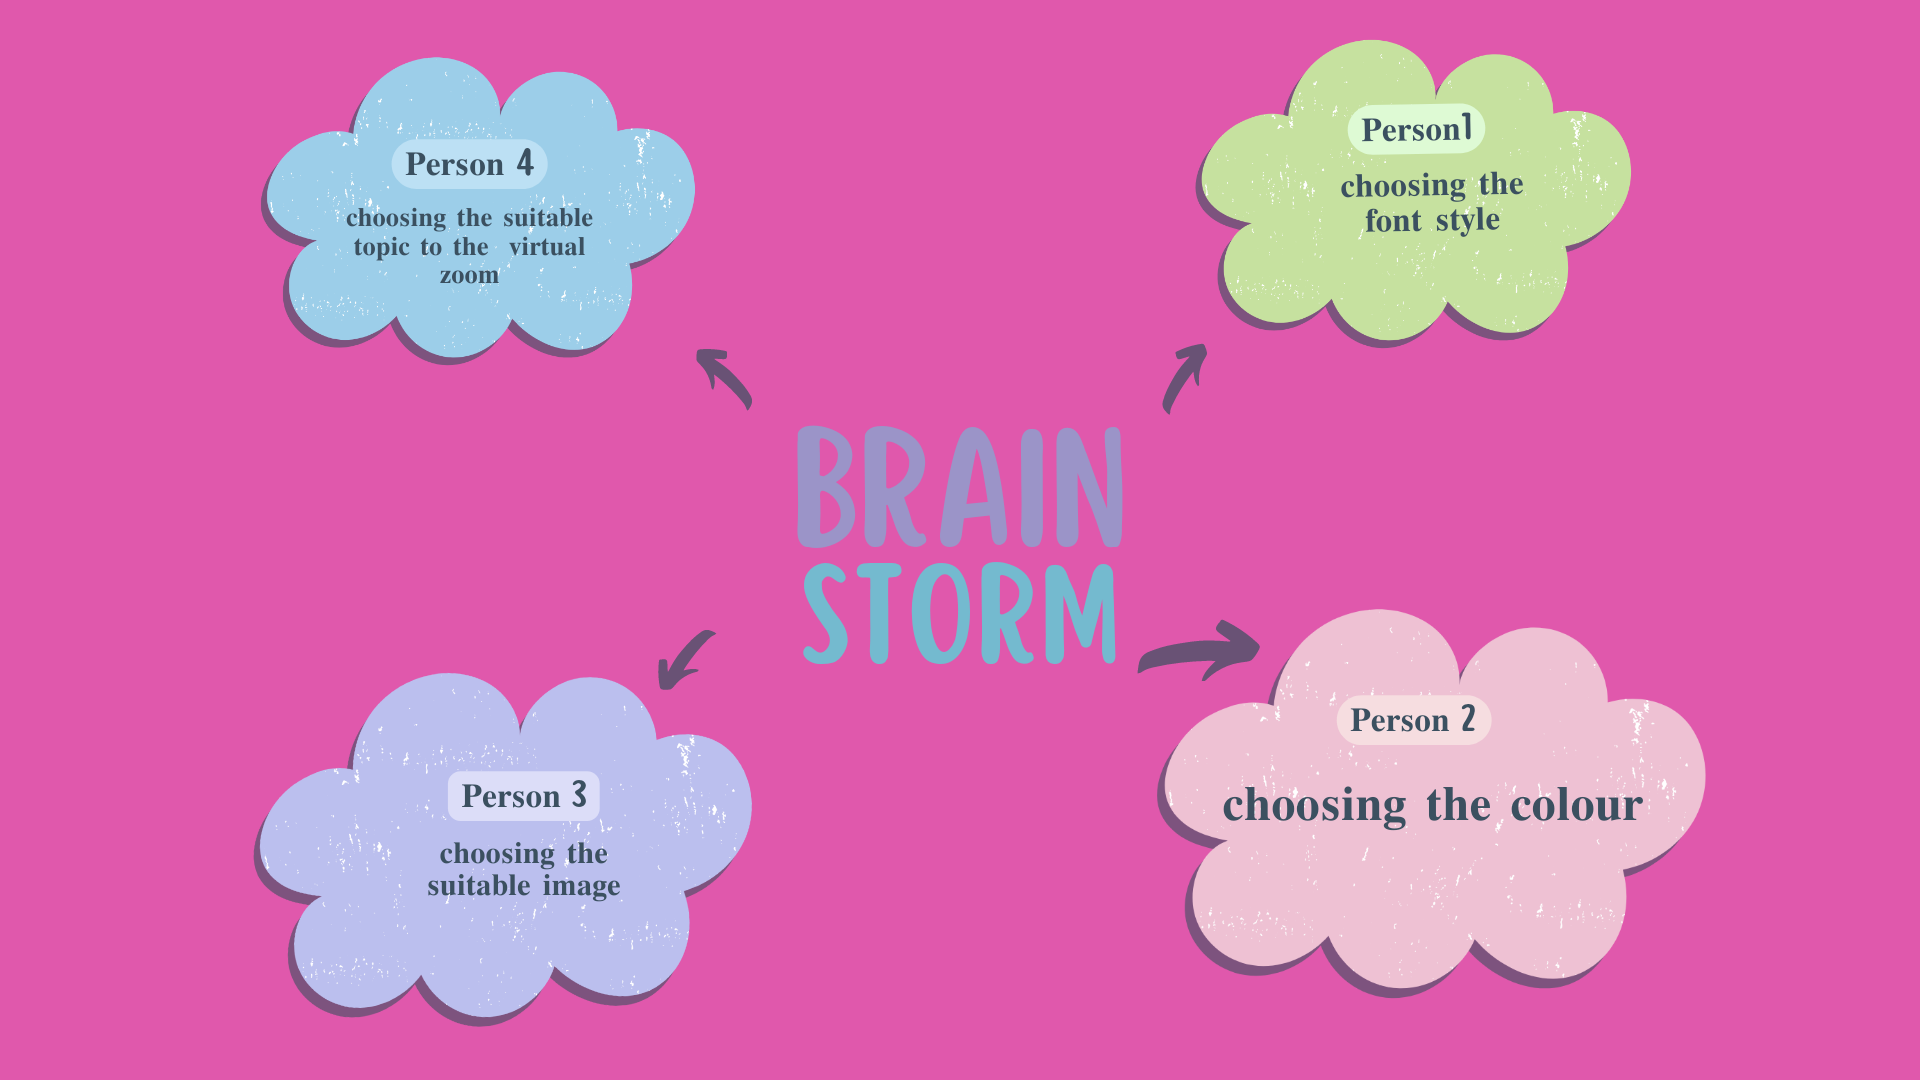 Person 4
choosing the suitable
topic to the virtual
zoom
Person1
choosing the
font style
BRAIN
STORM
Person 3
choosing the
suitable image
Person 2
choosing the colour